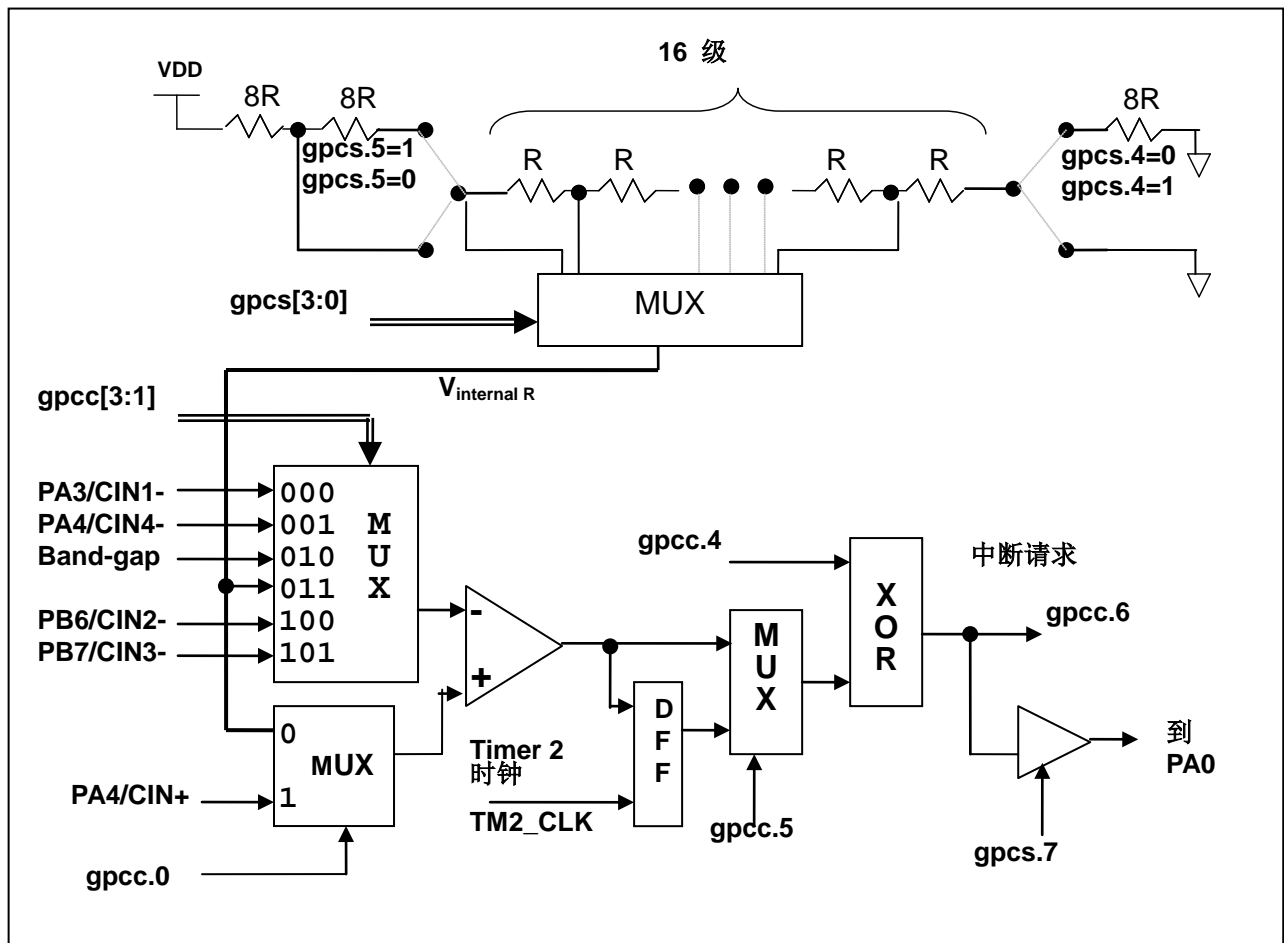 16 级
VDD
8R
8R
8R
gpcs.5=1
gpcs.5=0
R
R
R
R
gpcs.4=0
gpcs.4=1
gpcs[3:0]
MUX
V internal R
gpcc[3:1]
PA3/CIN1-
PA4/CIN4-
Band-gap
PB6/CIN2-
PB7/CIN3-
000
001
010
011
100
101
M
U
X
-
+
gpcc.4
中断请求
X
O
R
gpcc.6
M
U
X
D
F
F
0
1
MUX
PA4/CIN+
gpcc.0
Timer 2
时钟
TM2_CLK
gpcc.5
到
PA0
gpcs.7